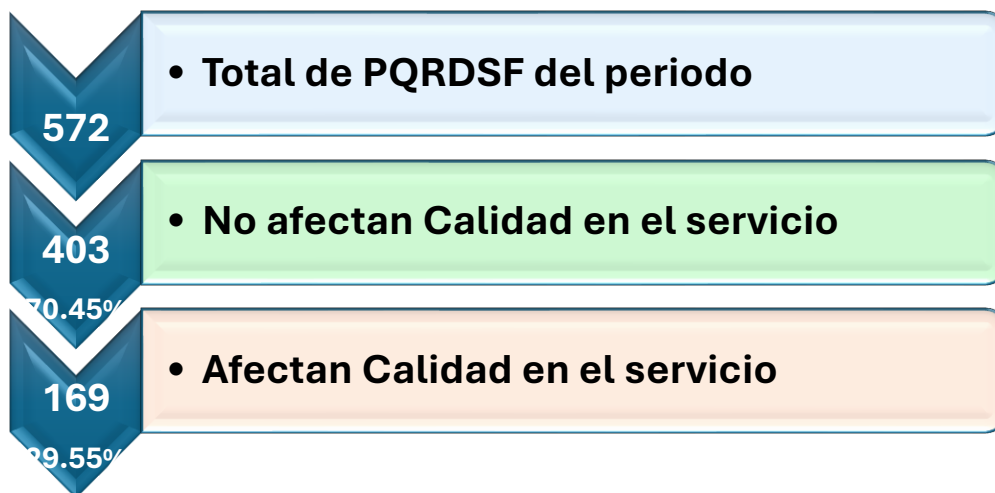 572
• Total de PQRDSF del periodo
403
70.45%
• No afectan Calidad en el servicio
169
29.55%
• Afectan Calidad en el servicio